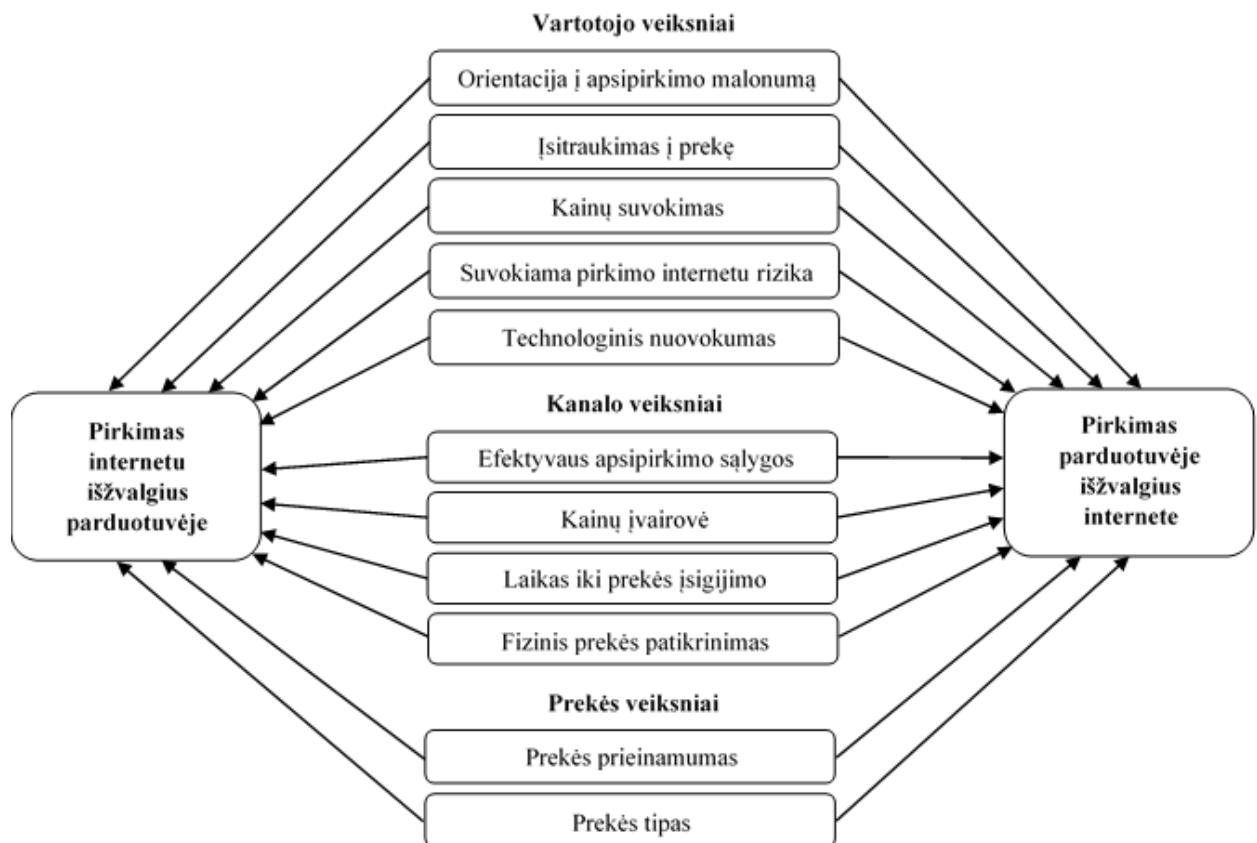 Vartotojo veiksniai
Orientacija į apsipirkimo malonumą
Įsitraukimas į prekę
Kainų suvokimas
Suvokiama pirkimo internetu rizika
Technologinis nuovokumas
Pirkimas
internetu
išžvalgius
parduotuvėje
Kanalo veiksniai
Efektyvaus apsipirkimo sąlygos
Kainų įvairovė
Laikas iki prekės įsigijimo
Fizinis prekės patikrinimas
Pirkimas
parduotuvėje
išžvalgius
internete
Prekės veiksniai
Prekės prieinamumas
Prekės tipas